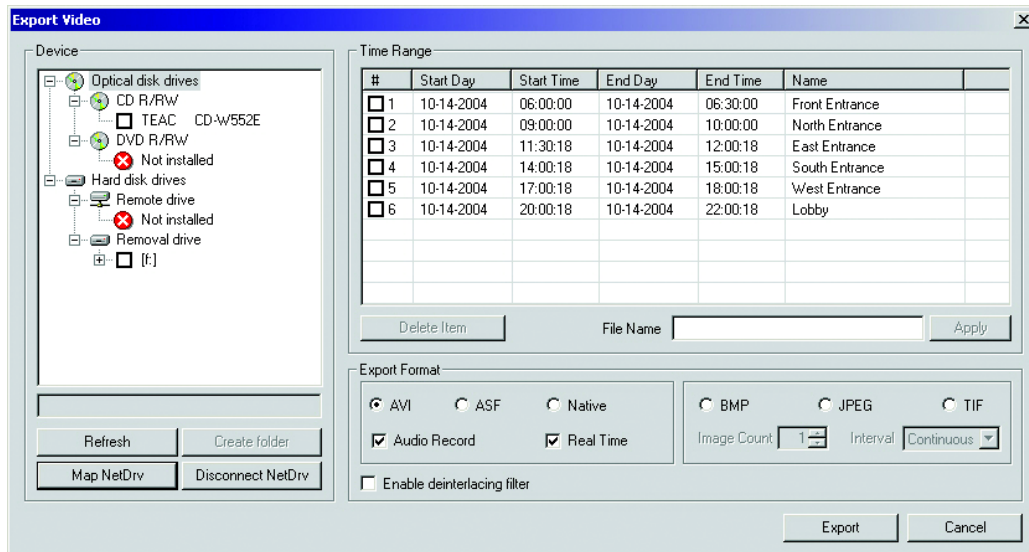 Export Video
Device
Optical disk drives
CD R/RW
TEAC CD-W552E
DVD R/RW
Not installed
Hard disk drives
Remote drive
Not installed
Removal drive
[f:]
Refresh
Create folder
Map NetDrv
Disconnect NetDrv
Time Range
# Start Day Start Time End Day End Time Name
1 10-14-2004 06:00:00 10-14-2004 06:30:00 Front Entrance
2 10-14-2004 09:00:00 10-14-2004 10:00:00 North Entrance
3 10-14-2004 11:30:18 10-14-2004 12:00:18 East Entrance
4 10-14-2004 14:00:18 10-14-2004 15:00:18 South Entrance
5 10-14-2004 17:00:18 10-14-2004 18:00:18 West Entrance
6 10-14-2004 20:00:18 10-14-2004 22:00:18 Lobby
Delete Item File Name Apply
Export Format
AVI ASF Native
Audio Record Real Time
BMP JPEG TIF
Image Count 1 Interval Continuous
Enable deinterlacing filter
Export Cancel